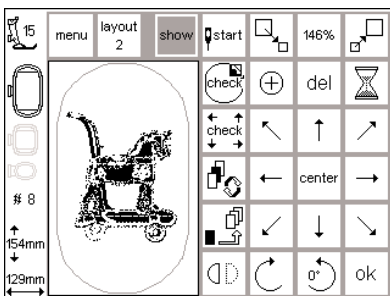 15
menu
layout
2
show
start
146%
check
del
check
center
# 8
154mm
129mm
0°
ok